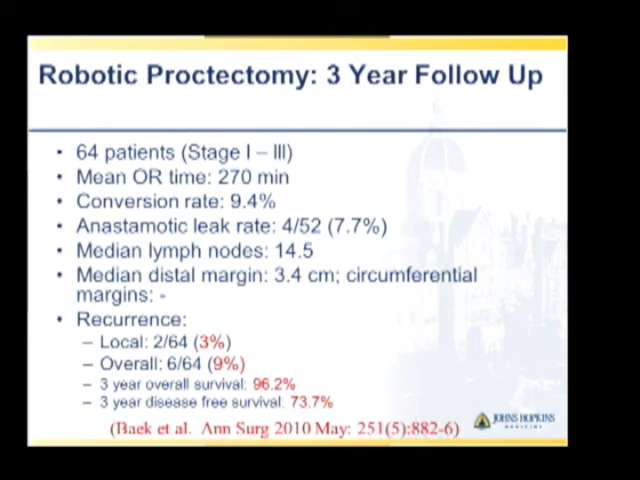 Robotic Proctectomy: 3 Year Follow Up
• 64 patients (Stage I – III)
• Mean OR time: 270 min
• Conversion rate: 9.4%
• Anastamotic leak rate: 4/52 (7.7%)
• Median lymph nodes: 14.5
• Median distal margin: 3.4 cm; circumferential
margins: -
• Recurrence:
– Local: 2/64 (3%)
– Overall: 6/64 (9%)
– 3 year overall survival: 96.2%
– 3 year disease free survival: 73.7%
(Baek et al. Ann Surg 2010 May: 251(5):882-6)
JOHNS HOPKINS
MEDICINE